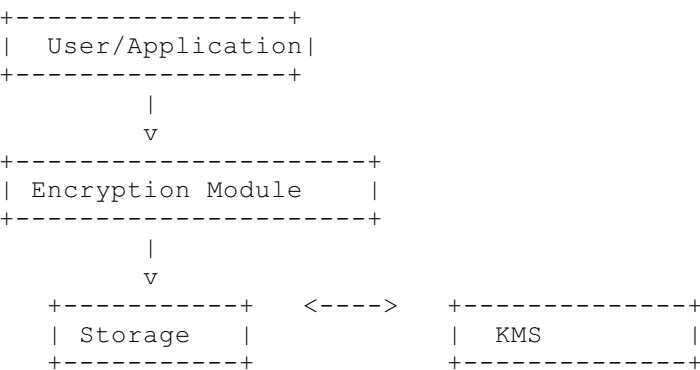 +-----------------+
|  User/Application|
+-----------------+
         |
         v
+----------------------+
| Encryption Module    |
+----------------------+
         |
         v
   +-----------+   <---->   +--------------+
   | Storage   |            |  KMS         |
   +-----------+            +--------------+